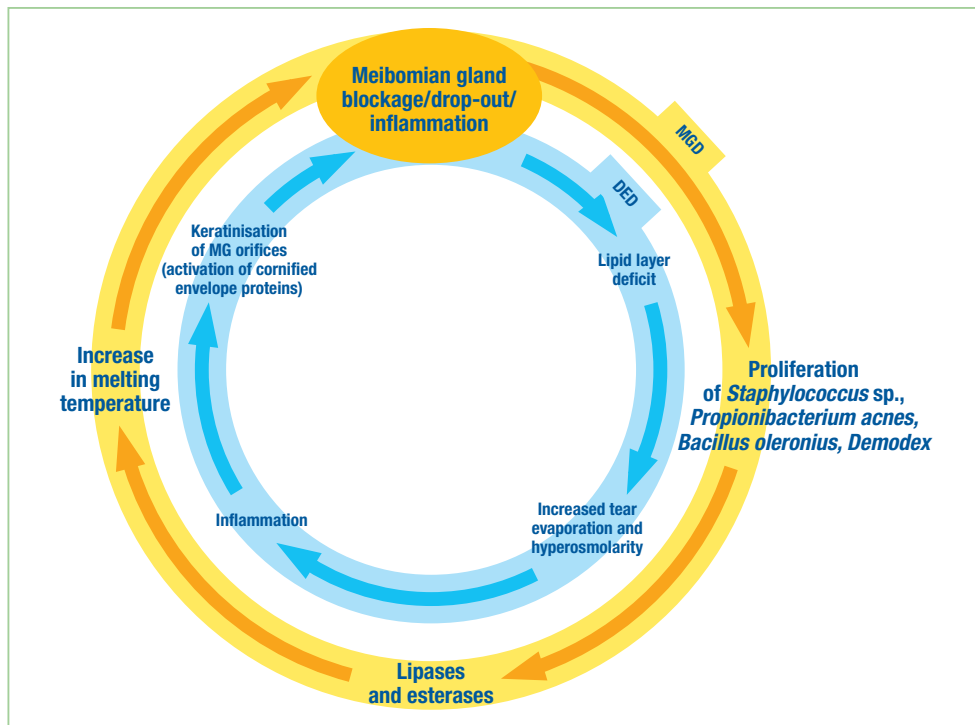 Meibomian gland
blockage/drop-out/
inflammation
MGD
DED
Keratinisation
of MG orifices
(activation of cornified
envelope proteins)
Lipid layer
deficit
Increase
in melting
temperature
Proliferation
of Staphylococcus sp.,
Propionibacterium acnes,
Bacillus oleronius, Demodex
Inflammation
Increased tear
evaporation and
hyperosmolarity
Lipases
and esterases